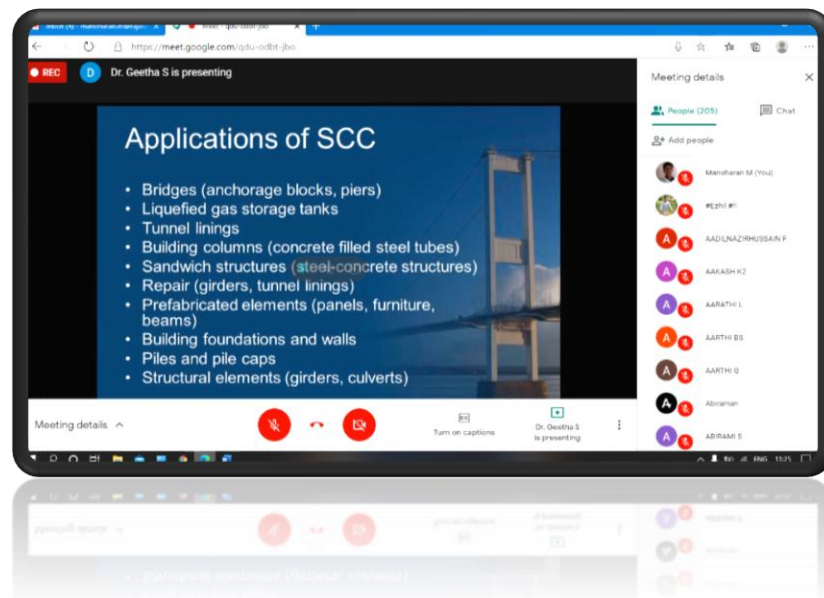 https://meet.google.com/qdu-odbt-jbo
REC
D
Dr. Geetha S is presenting
Applications of SCC
• Bridges (anchorage blocks, piers)
• Liquefied gas storage tanks
• Tunnel linings
• Building columns (concrete filled steel tubes)
• Sandwich structures (steel-concrete structures)
• Repair (girders, tunnel linings)
• Prefabricated elements (panels, furniture,
beams)
• Building foundations and walls
• Piles and pile caps
• Structural elements (girders, culverts)
Meeting details
Turn on captions
Dr. Geetha S
is presenting
Meeting details
People (205)
Chat
Add people
Manoharan M (You)
A
AADILNAZIRHUSSAIN F
A
AAKASH K2
A
AARATHI L
A
AARTHI BS
A
AARTHI G
Abiraman
A
ABIRAMI S
ENG
11:25